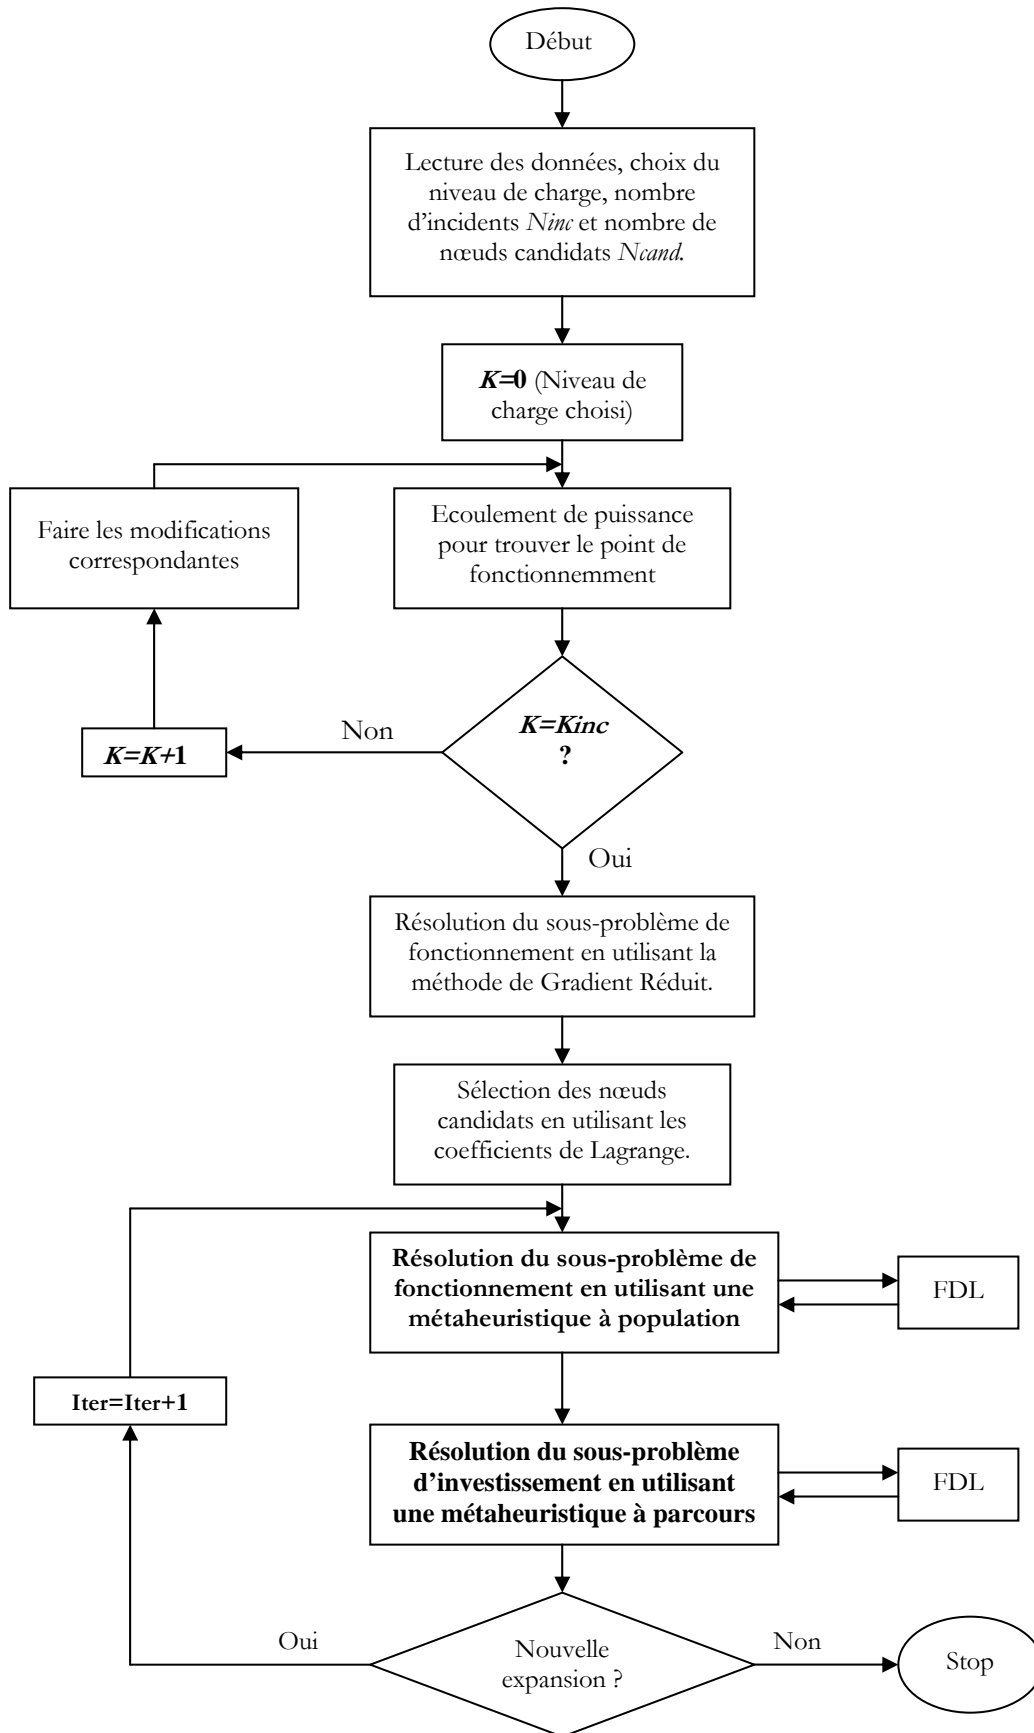 Début
Lecture des données, choix du
niveau de charge, nombre
d'incidents Ninc et nombre de
nœuds candidats Ncand.
K=0 (Niveau de
charge choisi)
Faire les modifications
correspondantes
Ecoulement de puissance
pour trouver le point de
fonctionnemment
K=Kinc
?
Non
K=K+1
Oui
Résolution du sous-problème de
fonctionnement en utilisant la
méthode de Gradient Réduit.
Sélection des nœuds
candidats en utilisant les
coefficients de Lagrange.
Résolution du sous-problème de
fonctionnement en utilisant une
métaheuristique à population
FDL
Iter=Iter+1
Résolution du sous-problème
d'investissement en utilisant
une métaheuristique à parcours
FDL
Oui
Nouvelle
expansion ?
Non
Stop